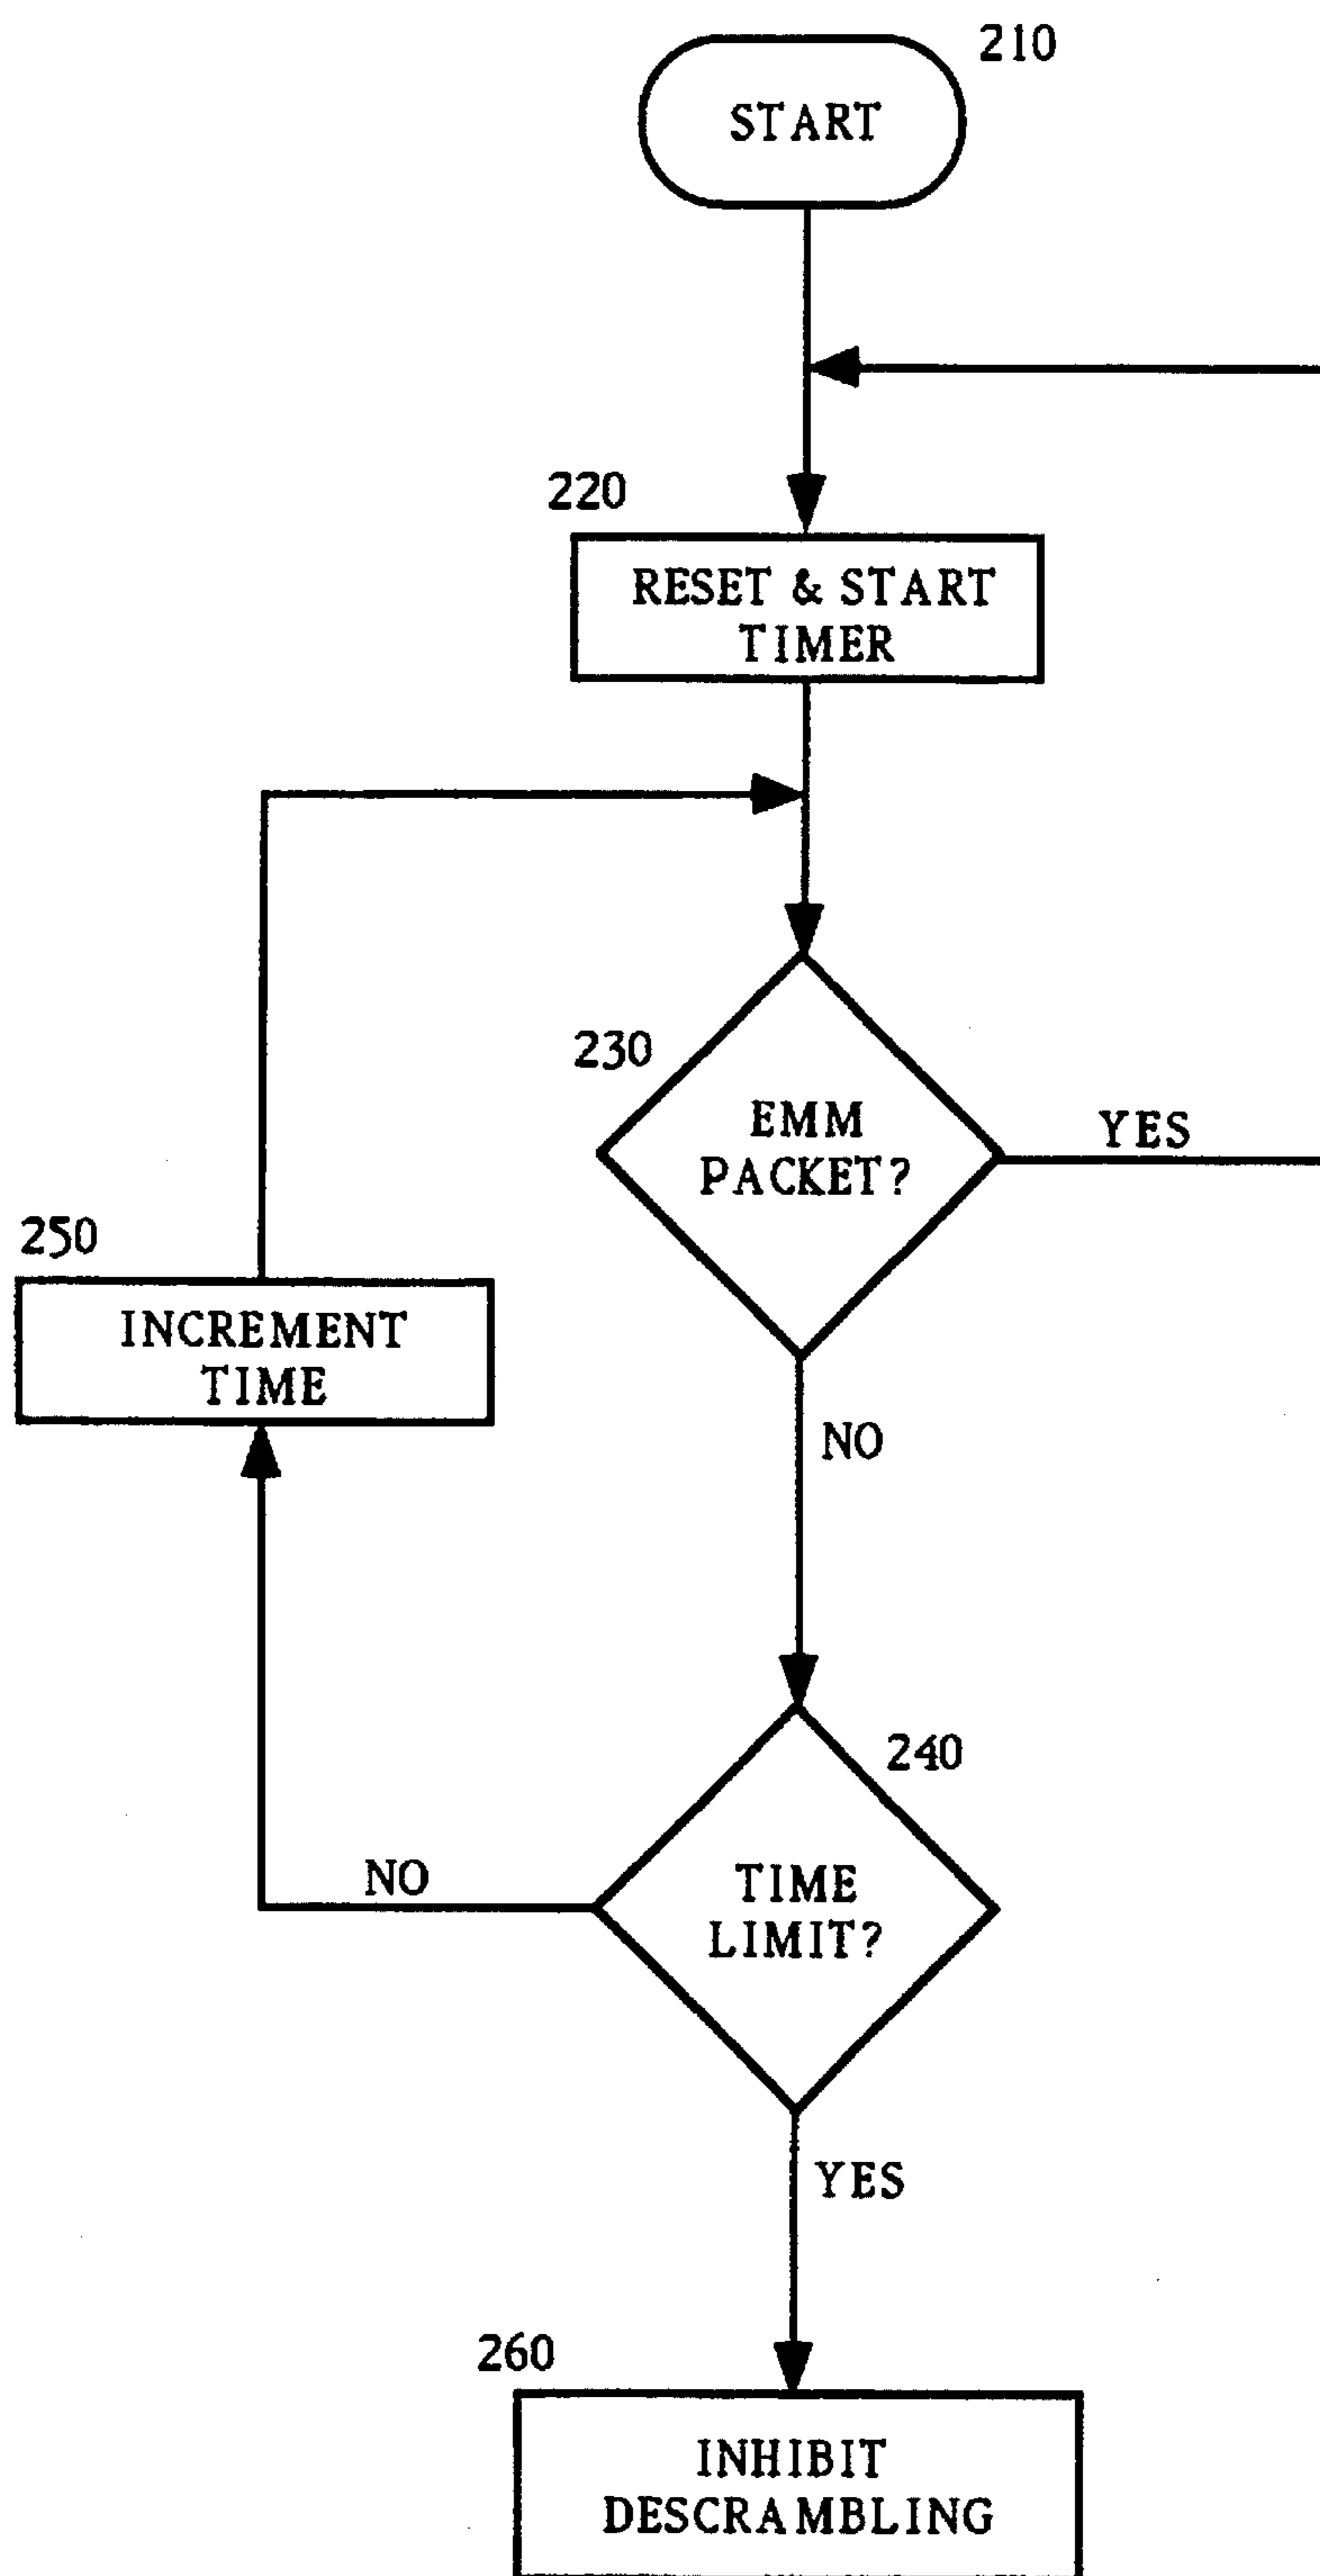 210
START
220
RESET & START
TIMER
230
EMM
PACKET?
YES
250
INCREMENT
TIME
NO
240
TIME
LIMIT?
NO
YES
260
INHIBIT
DESCRAMBLING